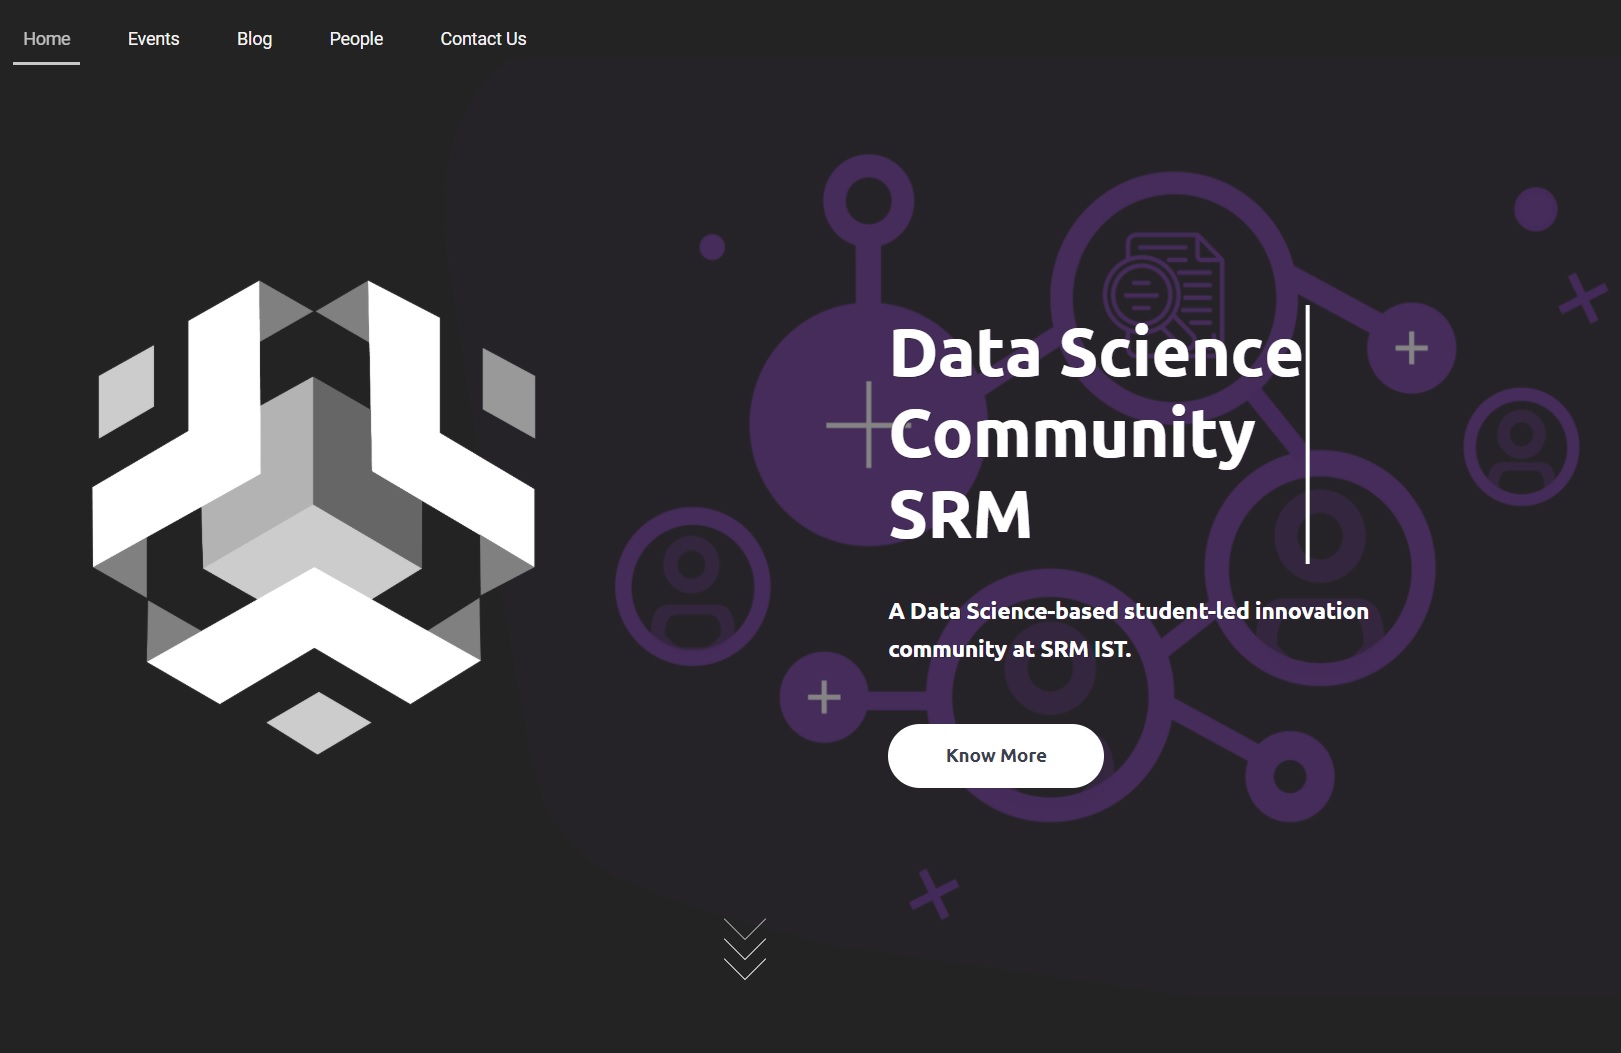 Home Events Blog People Contact Us
Data Science
Community
SRM
A Data Science-based student-led innovation
community at SRM IST.
Know More